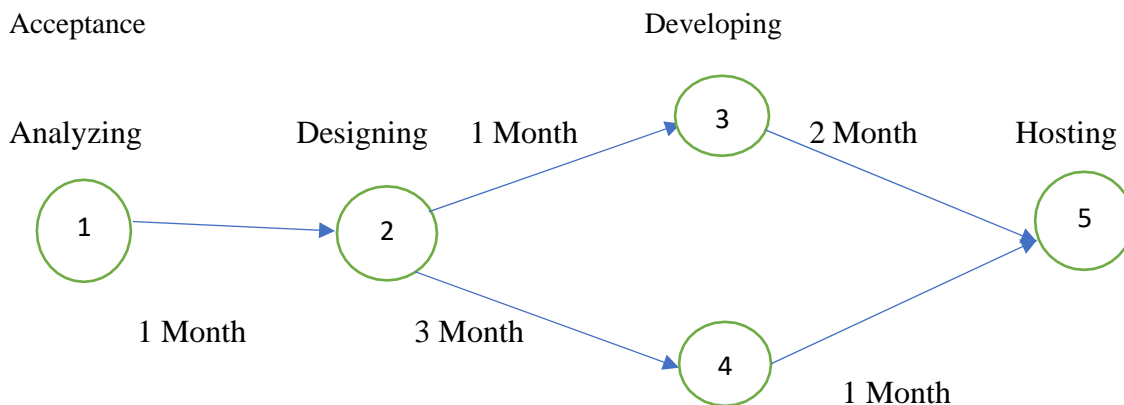 Acceptance Developing
Analyzing Designing 1 Month 3 2 Month Hosting
1 2 5
1 Month 3 Month 4 1 Month